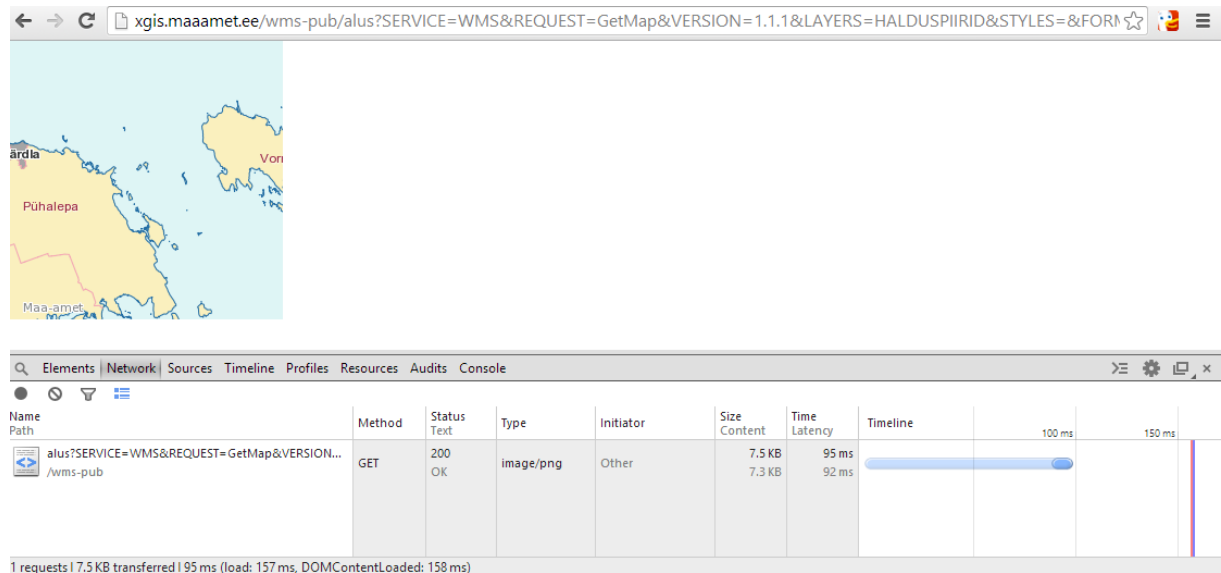 xgis.maaamet.ee/wms-pub/alus?SERVICE=WMS&REQUEST=GetMap&VERSION=1.1.1&LAYERS=HALDUSPIIRID&STYLES=&FORM
ärdla
Vorm
Pühalepa
Maa-amet
Elements Network Sources Timeline Profiles Resources Audits Console
Name Method Status Type Initiator Size Time Timeline
Path Text Content Latency 100 ms 150 ms
alus?SERVICE=WMS&REQUEST=GetMap&VERSION... GET 200 image/png Other 7.5 KB 95 ms
/wms-pub OK 7.3 KB 92 ms
1 requests | 7.5 KB transferred | 95 ms (load: 157 ms, DOMContentLoaded: 158 ms)